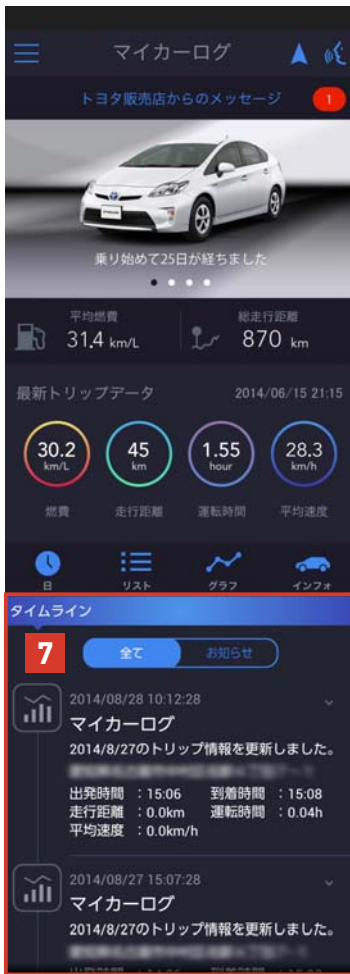 マイカーログ
トヨタ販売店からのメッセージ 1
乗り始めて25日が経ちました
平均燃費 総走行距離
31.4 km/L 870 km
最新トリップデータ 2014/06/15 21:15
30.2 45 1.55 28.3
km/L km hour km/h
燃費 走行距離 運転時間 平均速度
日 リスト グラフ インフォ
タイムライン
7 全て お知らせ
2014/08/28 10:12:28
マイカーログ
2014/8/27のトリップ情報を更新しました。
出発時間 :15:06 到着時間 :15:08
走行距離 :0.0km 運転時間 :0.04h
平均速度 :0.0km/h
2014/08/27 15:07:28
マイカーログ
2014/8/27のトリップ情報を更新しました。